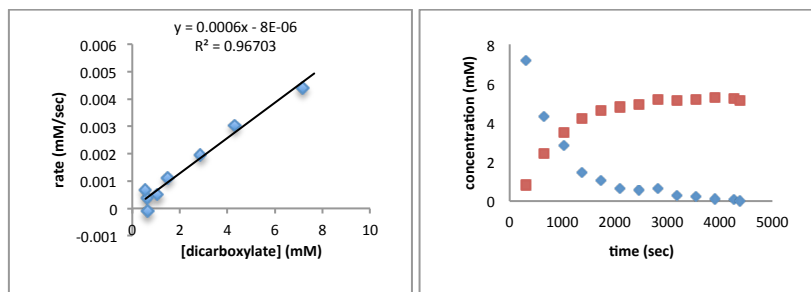 y = 0.0006x - 8E-06
R² = 0.96703
0.006
0.005
0.004
0.003
0.002
0.001
0
-0.001
0 2 4 6 8 10
rate (mM/sec)
[dicarboxylate] (mM)
8
6
4
2
0
0 1000 2000 3000 4000 5000
concentration (mM)
time (sec)